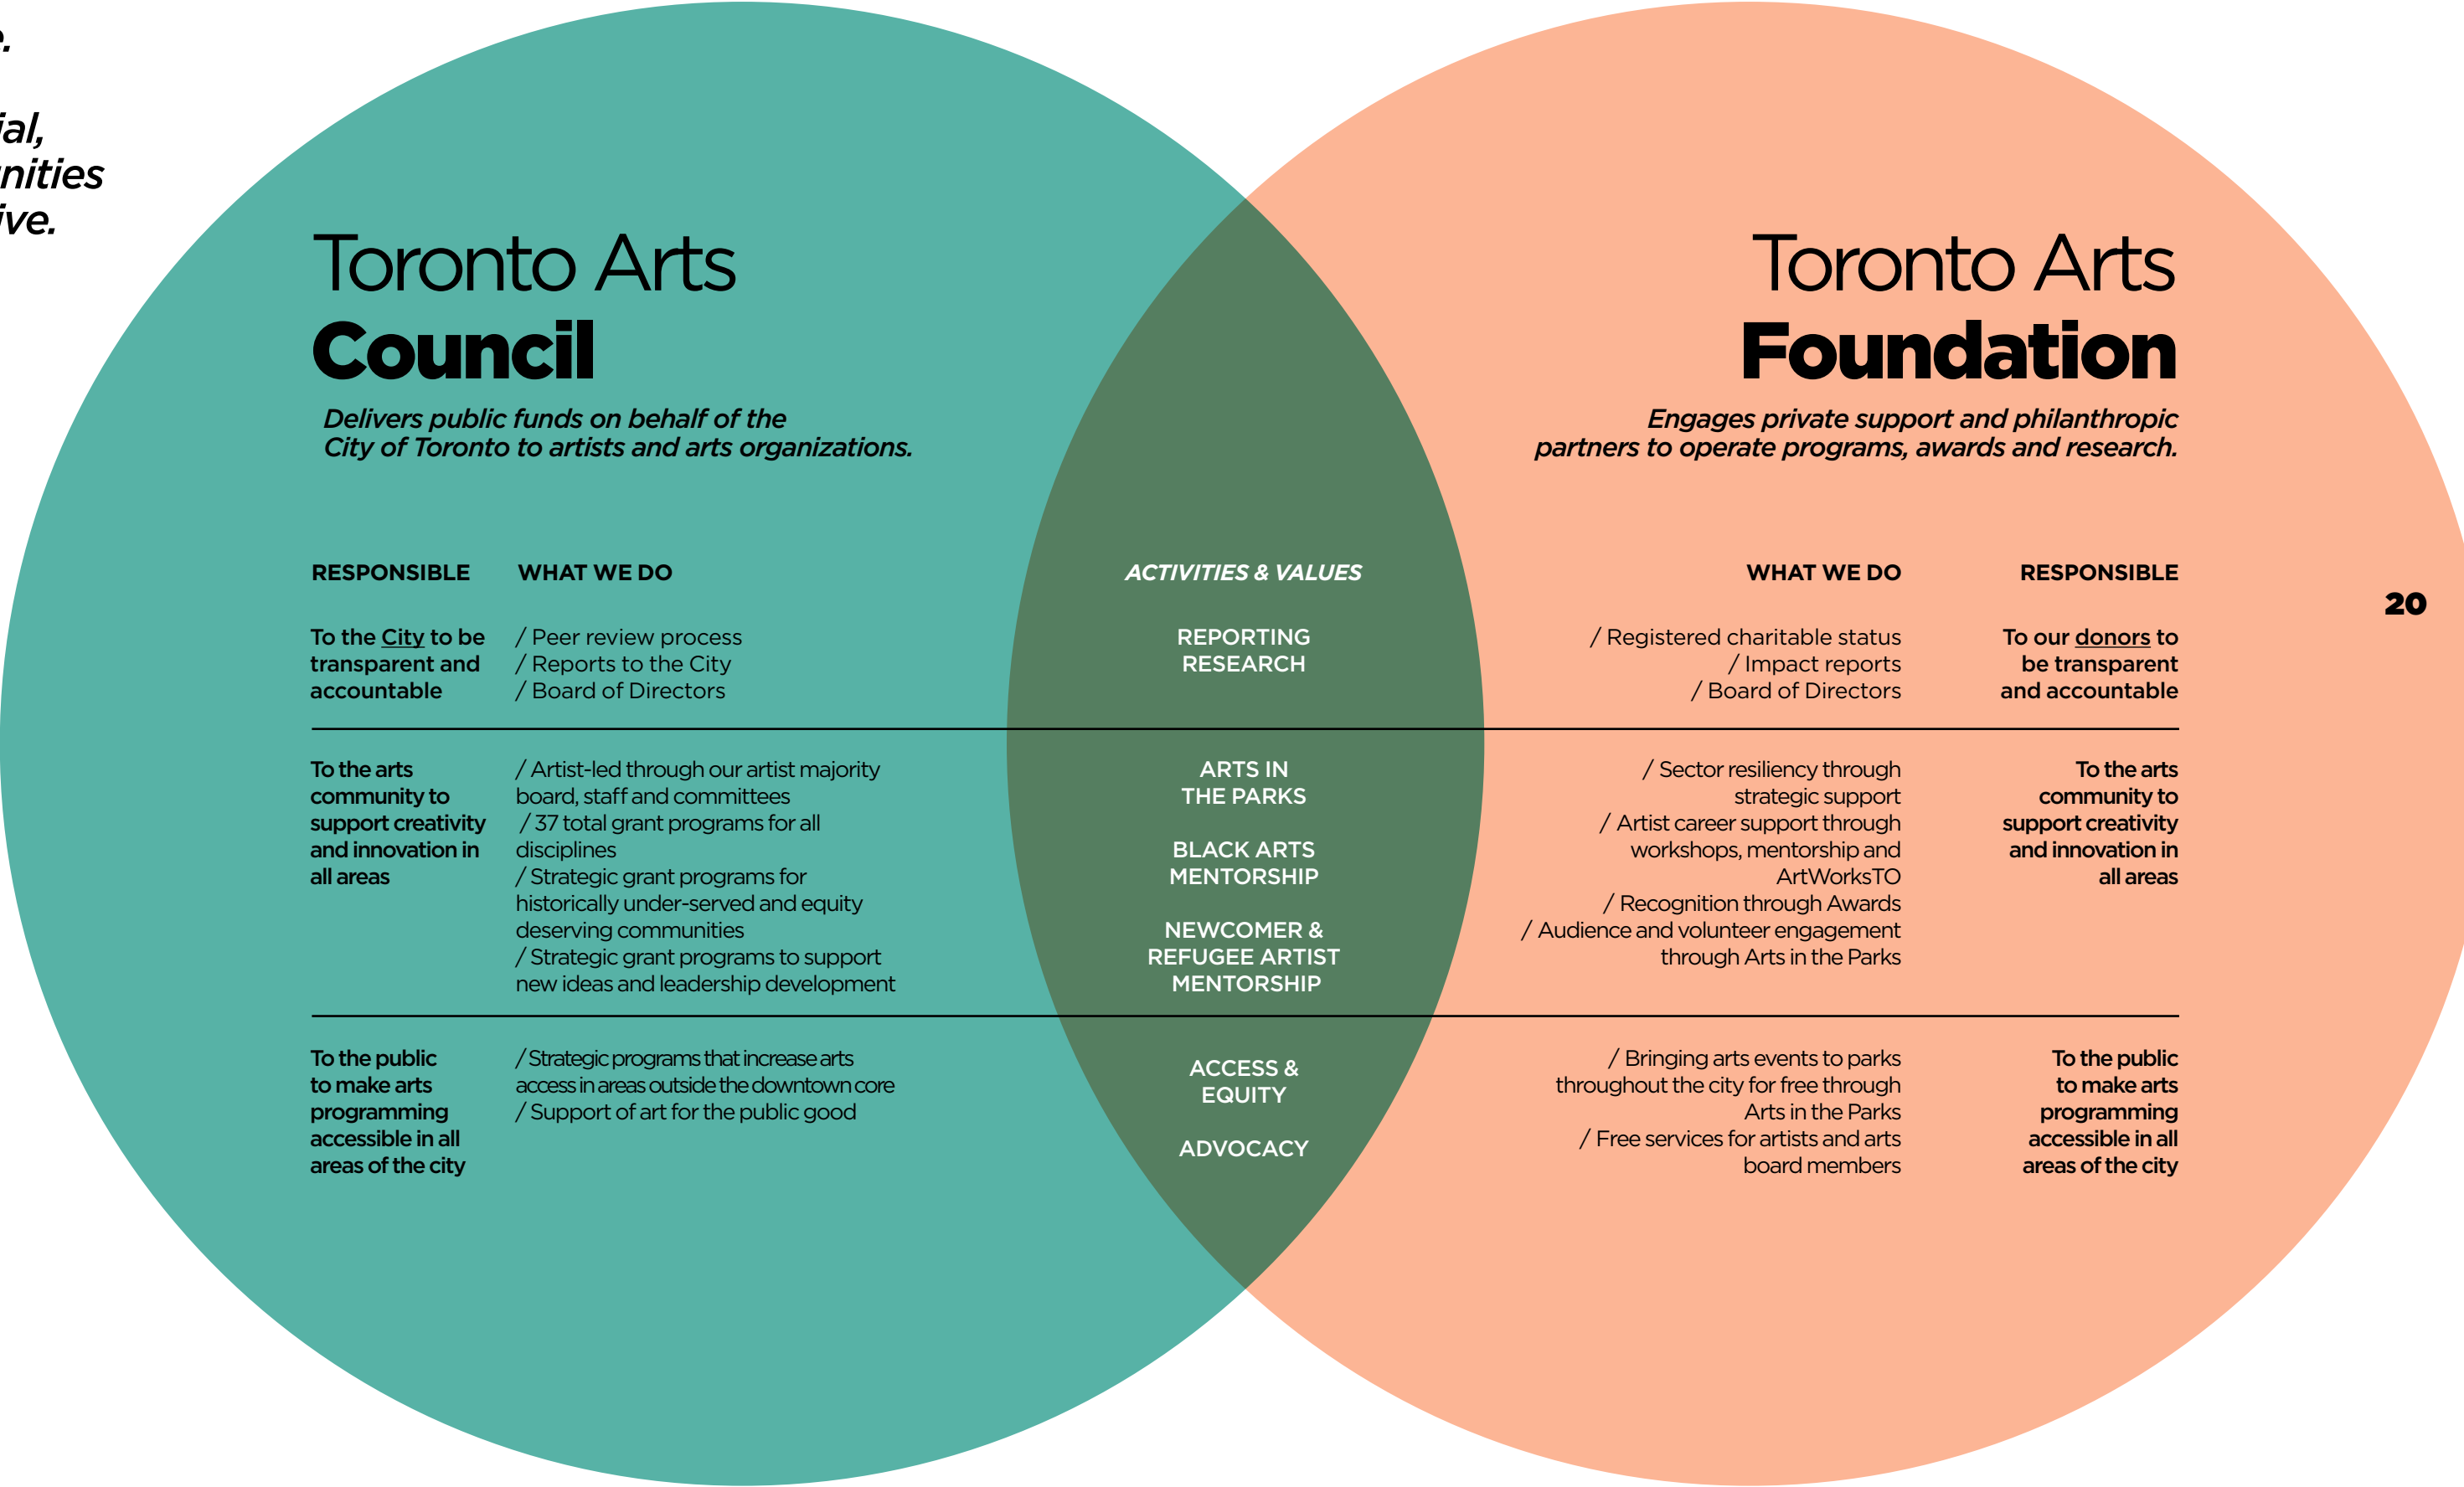 Toronto Arts
Council
Delivers public funds on behalf of the
City of Toronto to artists and arts organizations.
RESPONSIBLE
WHAT WE DO
To the City to be
transparent and
accountable
/ Peer review process
/ Reports to the City
/ Board of Directors
To the arts
community to
support creativity
and innovation in
all areas
/ Artist-led through our artist majority
board, staff and committees
/ 37 total grant programs for all
disciplines
/ Strategic grant programs for
historically under-served and equity
deserving communities
/ Strategic grant programs to support
new ideas and leadership development
To the public
to make arts
programming
accessible in all
areas of the city
/ Strategic programs that increase arts
access in areas outside the downtown core
/ Support of art for the public good
ACTIVITIES & VALUES
REPORTING
RESEARCH
ARTS IN
THE PARKS
BLACK ARTS
MENTORSHIP
NEWCOMER &
REFUGEE ARTIST
MENTORSHIP
ACCESS &
EQUITY
ADVOCACY
Toronto Arts
Foundation
Engages private support and philanthropic
partners to operate programs, awards and research.
WHAT WE DO
RESPONSIBLE
/ Registered charitable status
/ Impact reports
/ Board of Directors
To our donors to
be transparent
and accountable
/ Sector resiliency through
strategic support
/ Artist career support through
workshops, mentorship and
ArtWorksTO
/ Recognition through Awards
/ Audience and volunteer engagement
through Arts in the Parks
To the arts
community to
support creativity
and innovation in
all areas
/ Bringing arts events to parks
throughout the city for free through
Arts in the Parks
/ Free services for artists and arts
board members
To the public
to make arts
programming
accessible in all
areas of the city
20